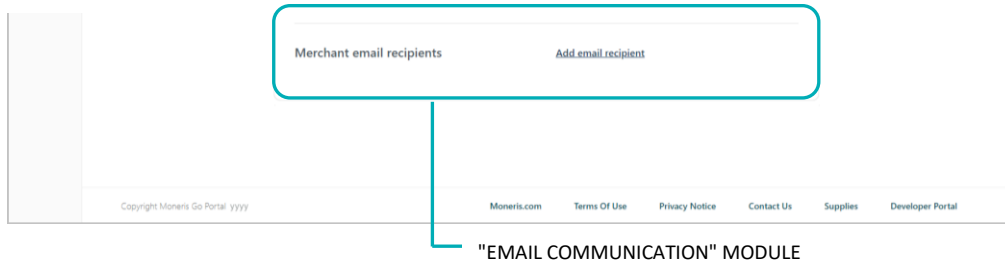 Merchant email recipients Add email recipient
Copyright Moneris Go Portal yyyy Moneris.com Terms Of Use Privacy Notice Contact Us Supplies Developer Portal
"EMAIL COMMUNICATION" MODULE